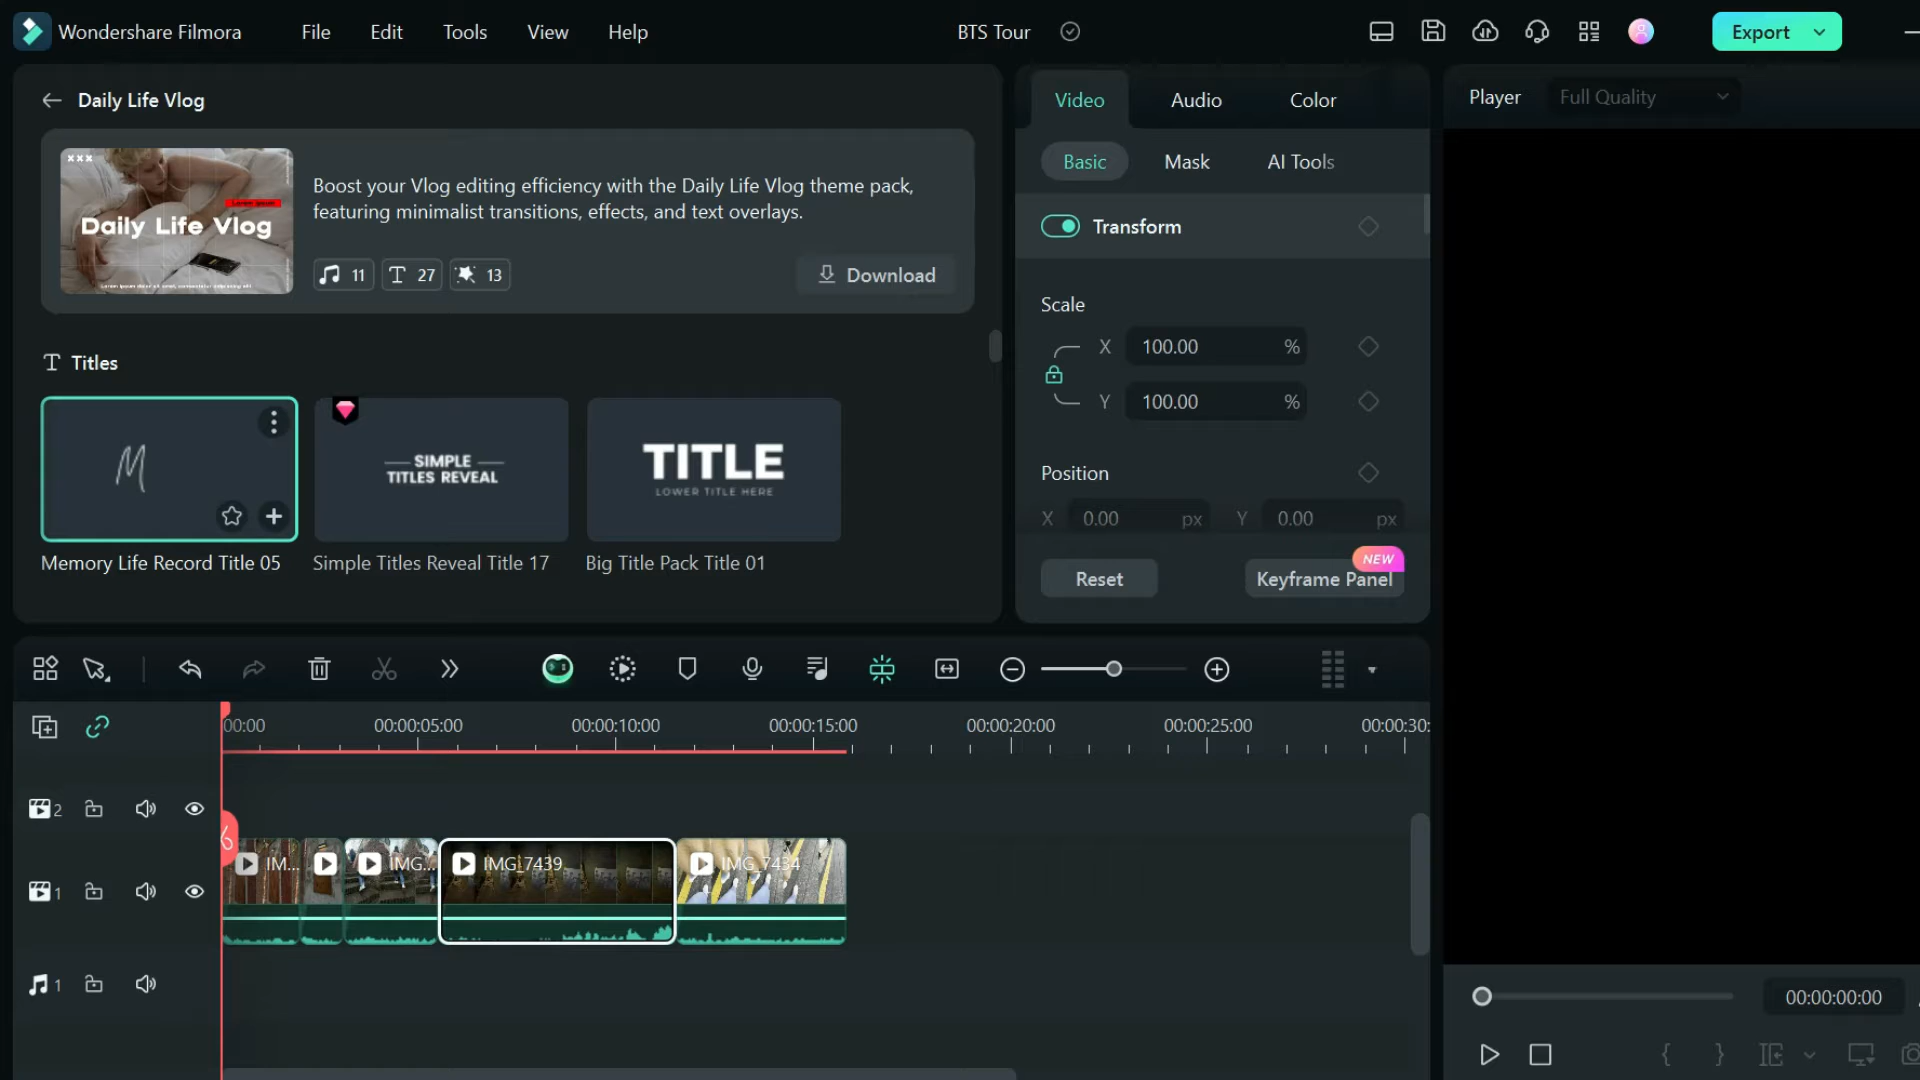 Wondershare Filmora File Edit Tools View Help BTS Tour Export
Daily Life Vlog
Daily Life Vlog
Boost your Vlog editing efficiency with the Daily Life Vlog theme pack,
featuring minimalist transitions, effects, and text overlays.
11 27 13 Download
Titles
M
SIMPLE
TITLES REVEAL
TITLE
LOWER TITLE HERE
Memory Life Record Title 05 Simple Titles Reveal Title 17 Big Title Pack Title 01
Video Audio Color
Basic Mask AI Tools
Transform
Scale
X 100.00 %
Y 100.00 %
Position
X 0.00 px Y 0.00 px
NEW
Reset Keyframe Panel
Player Full Quality
00:00 00:00:05:00 00:00:10:00 00:00:15:00 00:00:20:00 00:00:25:00 00:00:30:
2
IM... IMG... IMG_7439 IMG_7434
1
1
00:00:00:00